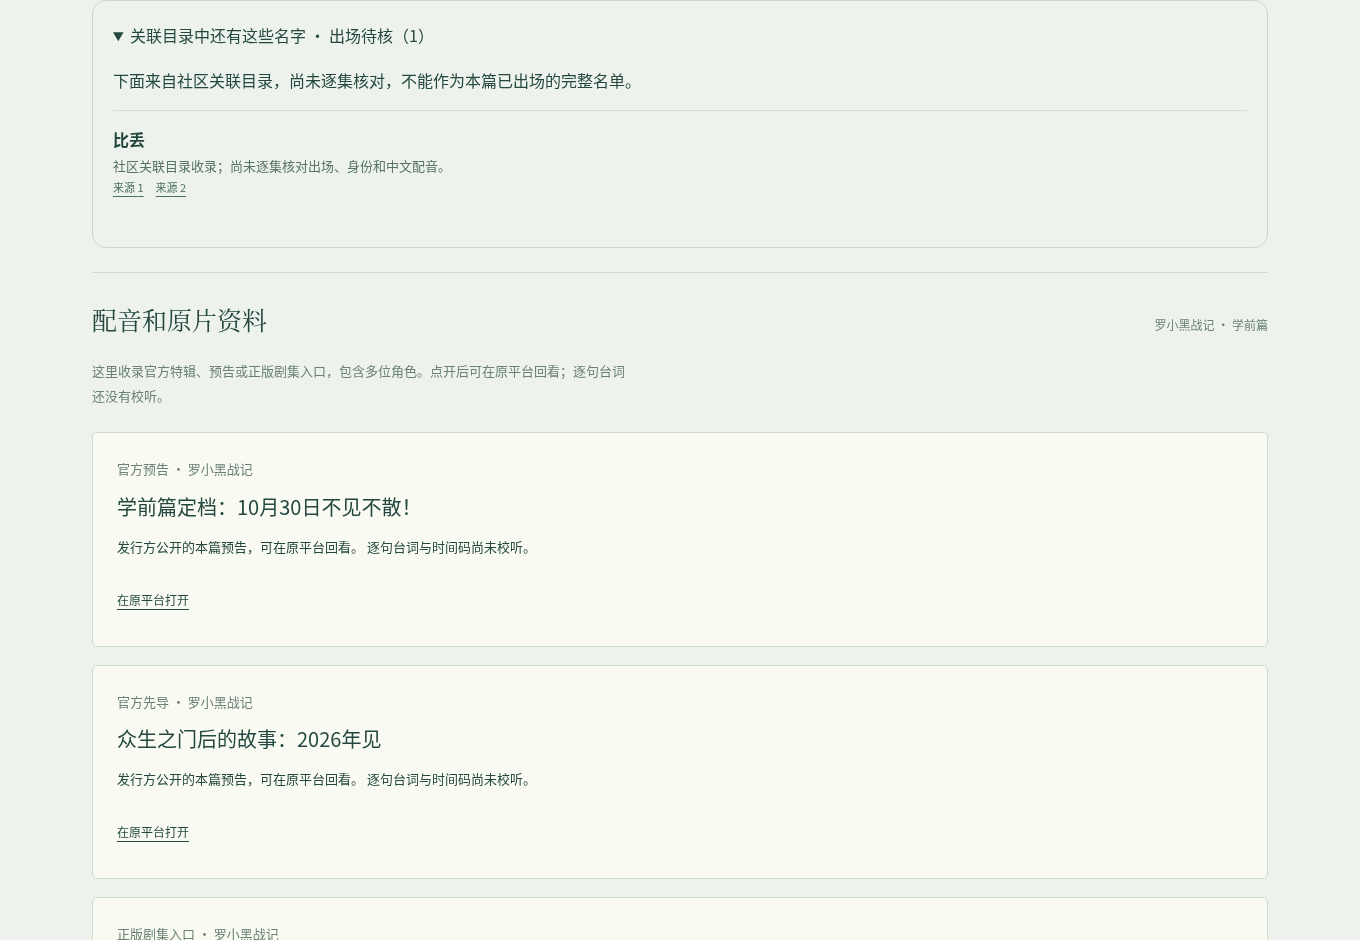 ▼ 关联目录中还有这些名字 · 出场待核（1）
下面来自社区关联目录，尚未逐集核对，不能作为本篇已出场的完整名单。
比丢
社区关联目录收录；尚未逐集核对出场、身份和中文配音。
来源 1 来源 2
配音和原片资料
罗小黑战记 · 学前篇
这里收录官方特辑、预告或正版剧集入口，包含多位角色。点开后可在原平台回看；逐句台词
还没有校听。
官方预告 · 罗小黑战记
学前篇定档：10月30日不见不散！
发行方公开的本篇预告，可在原平台回看。 逐句台词与时间码尚未校听。
在原平台打开
官方先导 · 罗小黑战记
众生之门后的故事：2026年见
发行方公开的本篇预告，可在原平台回看。 逐句台词与时间码尚未校听。
在原平台打开
正版剧集入口 · 罗小黑战记